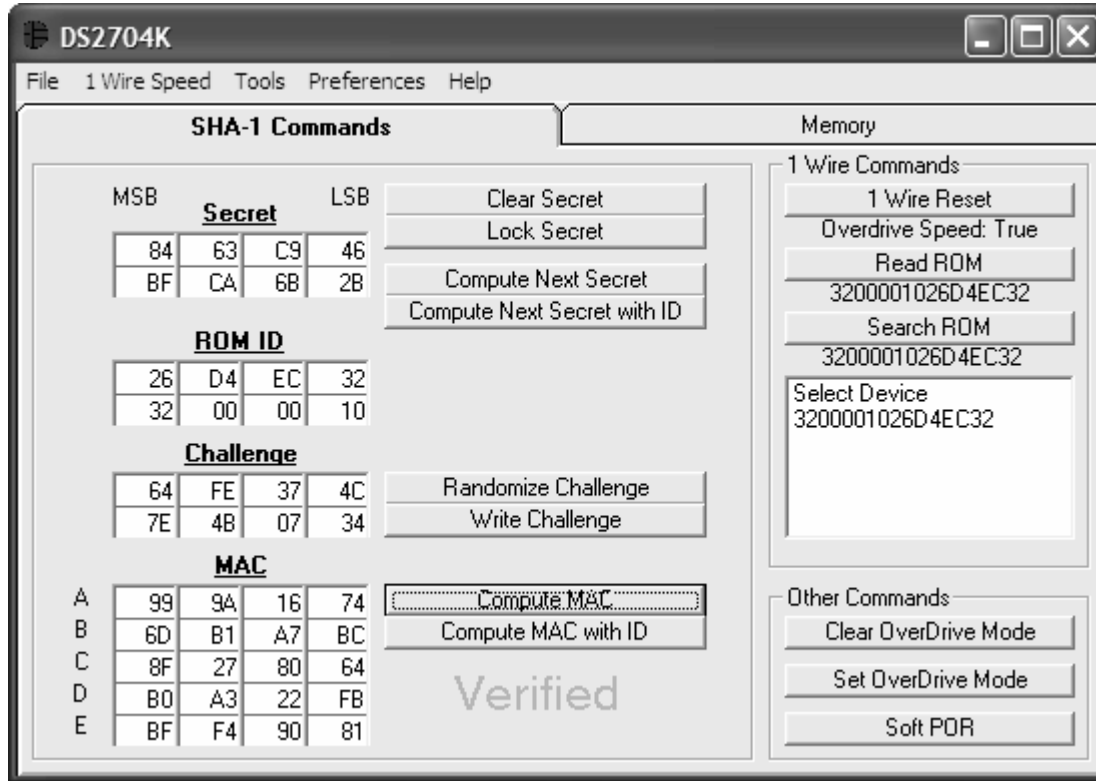 DS2704K
File 1 Wire Speed Tools Preferences Help
SHA-1 Commands
Memory
MSB LSB
Secret
84 63 C9 46
BF CA 6B 2B
Clear Secret
Lock Secret
Compute Next Secret
Compute Next Secret with ID
ROM ID
26 D4 EC 32
32 00 00 10
Challenge
64 FE 37 4C
7E 4B 07 34
Randomize Challenge
Write Challenge
MAC
A 99 9A 16 74
B 6D B1 A7 BC
C 8F 27 80 64
D B0 A3 22 FB
E BF F4 90 81
Compute MAC
Compute MAC with ID
Verified
1 Wire Commands
1 Wire Reset
Overdrive Speed: True
Read ROM
3200001026D4EC32
Search ROM
3200001026D4EC32
Select Device
3200001026D4EC32
Other Commands
Clear OverDrive Mode
Set OverDrive Mode
Soft POR